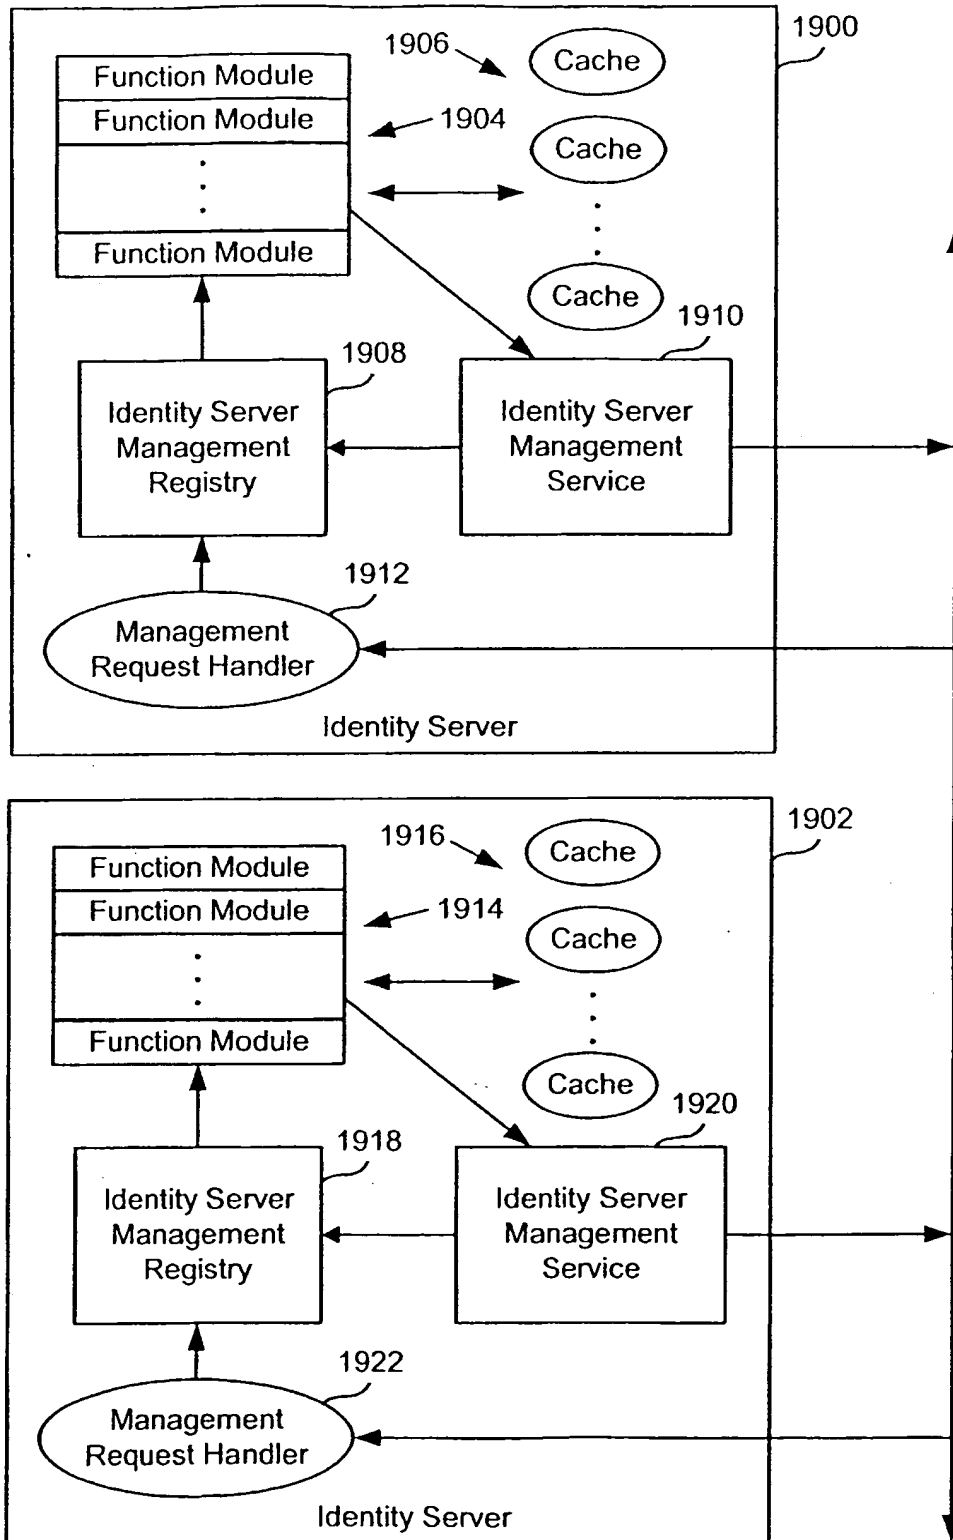 1900
1906
Cache
Function Module
Function Module
1904
Cache
Function Module
Cache
1910
1908
Identity Server
Management
Registry
Identity Server
Management
Service
1912
Management
Request Handler
Identity Server
1902
1916
Cache
Function Module
Function Module
1914
Cache
Function Module
Cache
1920
1918
Identity Server
Management
Registry
Identity Server
Management
Service
1922
Management
Request Handler
Identity Server